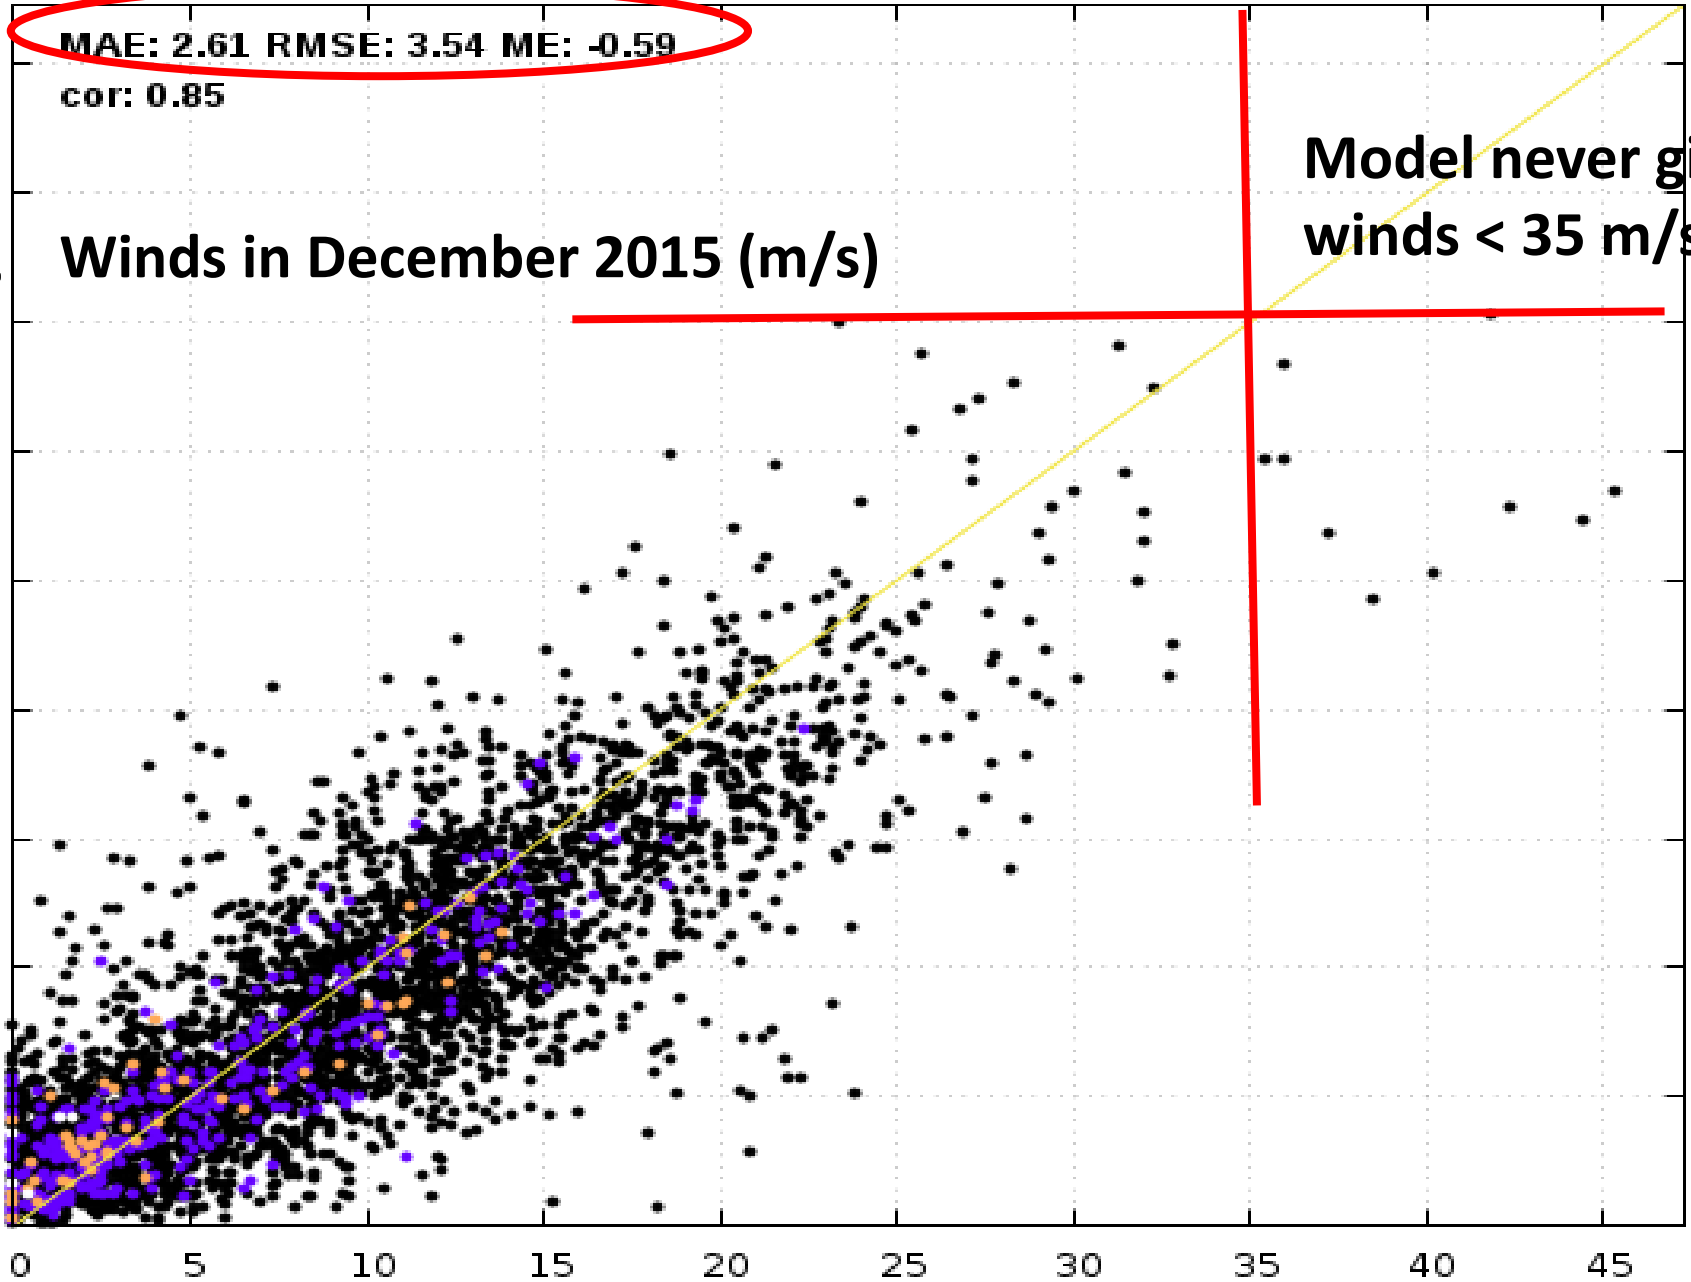 MAE: 2.61 RMSE: 3.54 ME: -0.59
cor: 0.85
Model never
winds < 35 m/s
Winds in December 2015 (m/s)
0 5 10 15 20 25 30 35 40 45